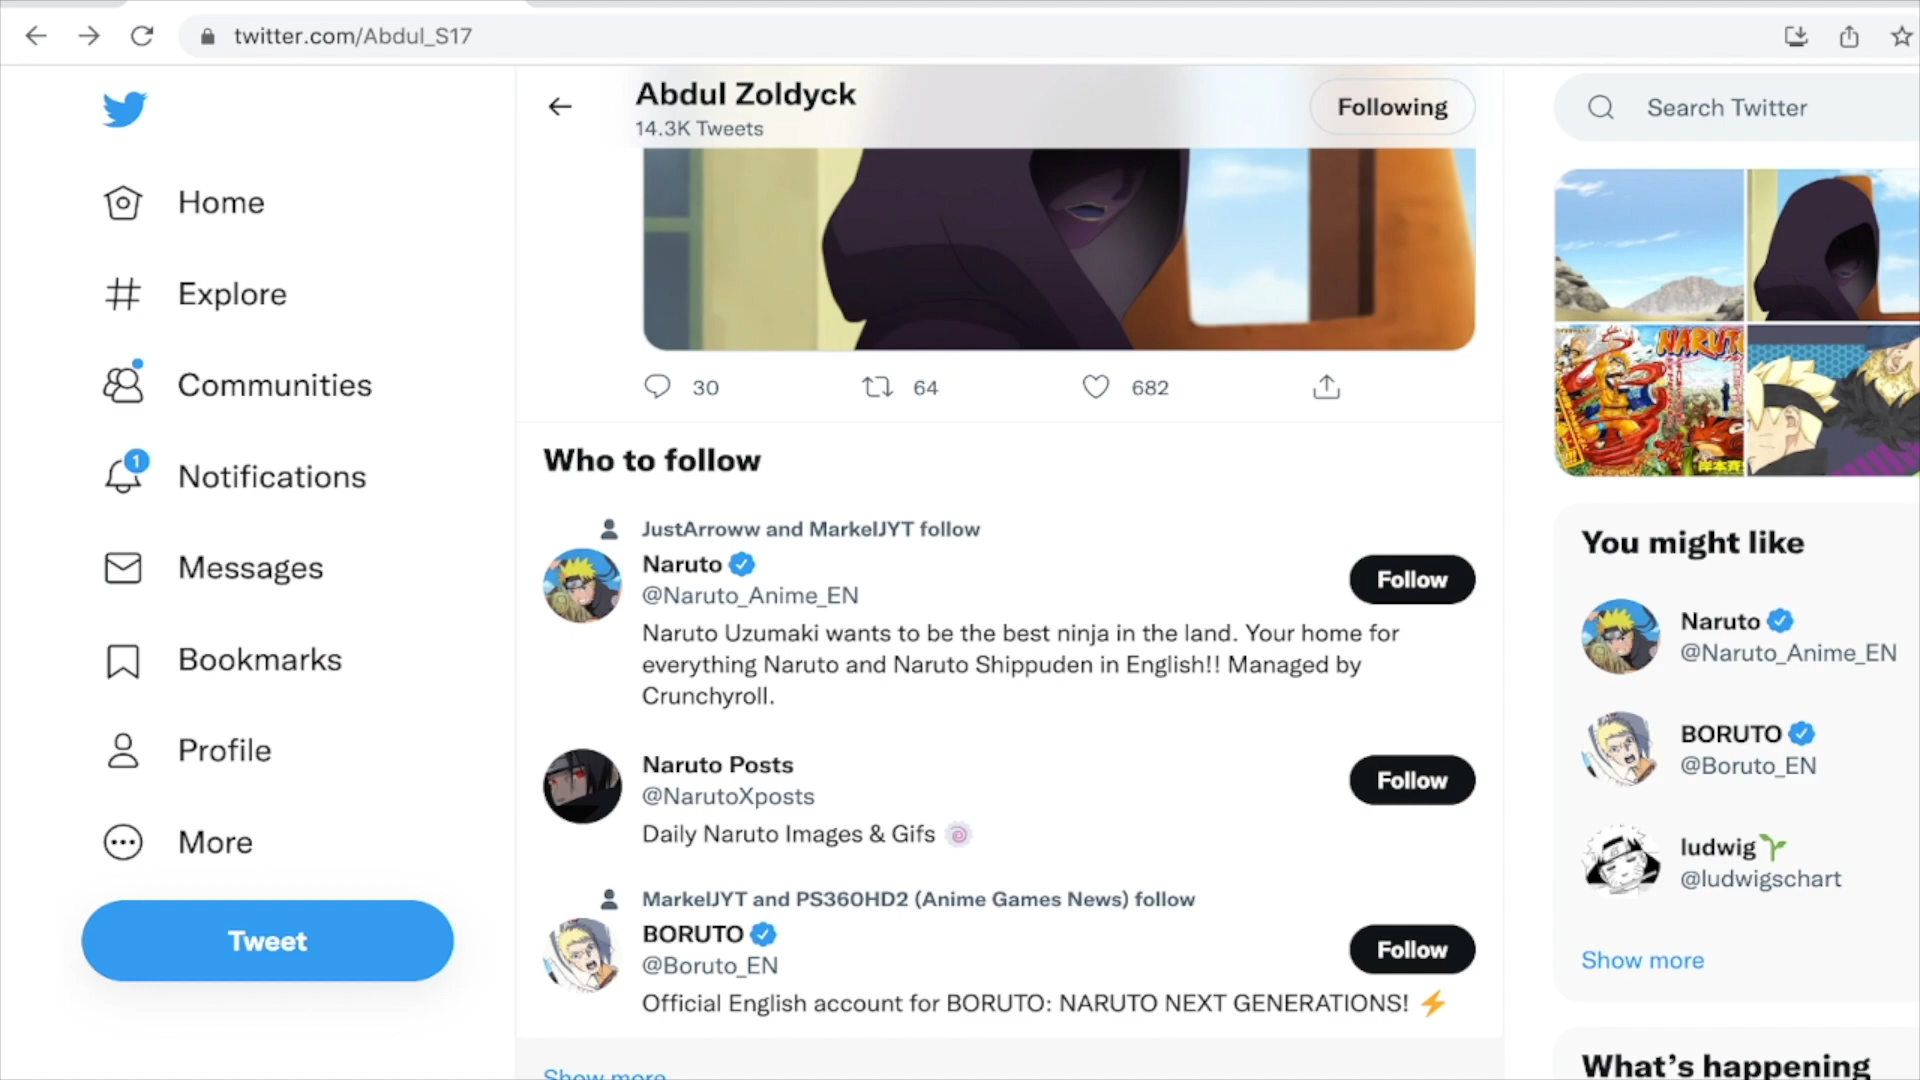 twitter.com/Abdul_S17
Abdul Zoldyck
14.3K Tweets
Following
Search Twitter
Home
Explore
Communities
1
Notifications
Messages
Bookmarks
Profile
More
Tweet
30
64
682
Who to follow
JustArroww and MarkelJYT follow
Naruto
@Naruto_Anime_EN
Follow
Naruto Uzumaki wants to be the best ninja in the land. Your home for
everything Naruto and Naruto Shippuden in English!! Managed by
Crunchyroll.
Naruto Posts
@NarutoXposts
Follow
Daily Naruto Images & Gifs 🍥
MarkelJYT and PS360HD2 (Anime Games News) follow
BORUTO
@Boruto_EN
Follow
Official English account for BORUTO: NARUTO NEXT GENERATIONS! ⚡
Show more
NARUTO
You might like
Naruto
@Naruto_Anime_EN
BORUTO
@Boruto_EN
ludwig🌱
@ludwigschart
Show more
What's happening